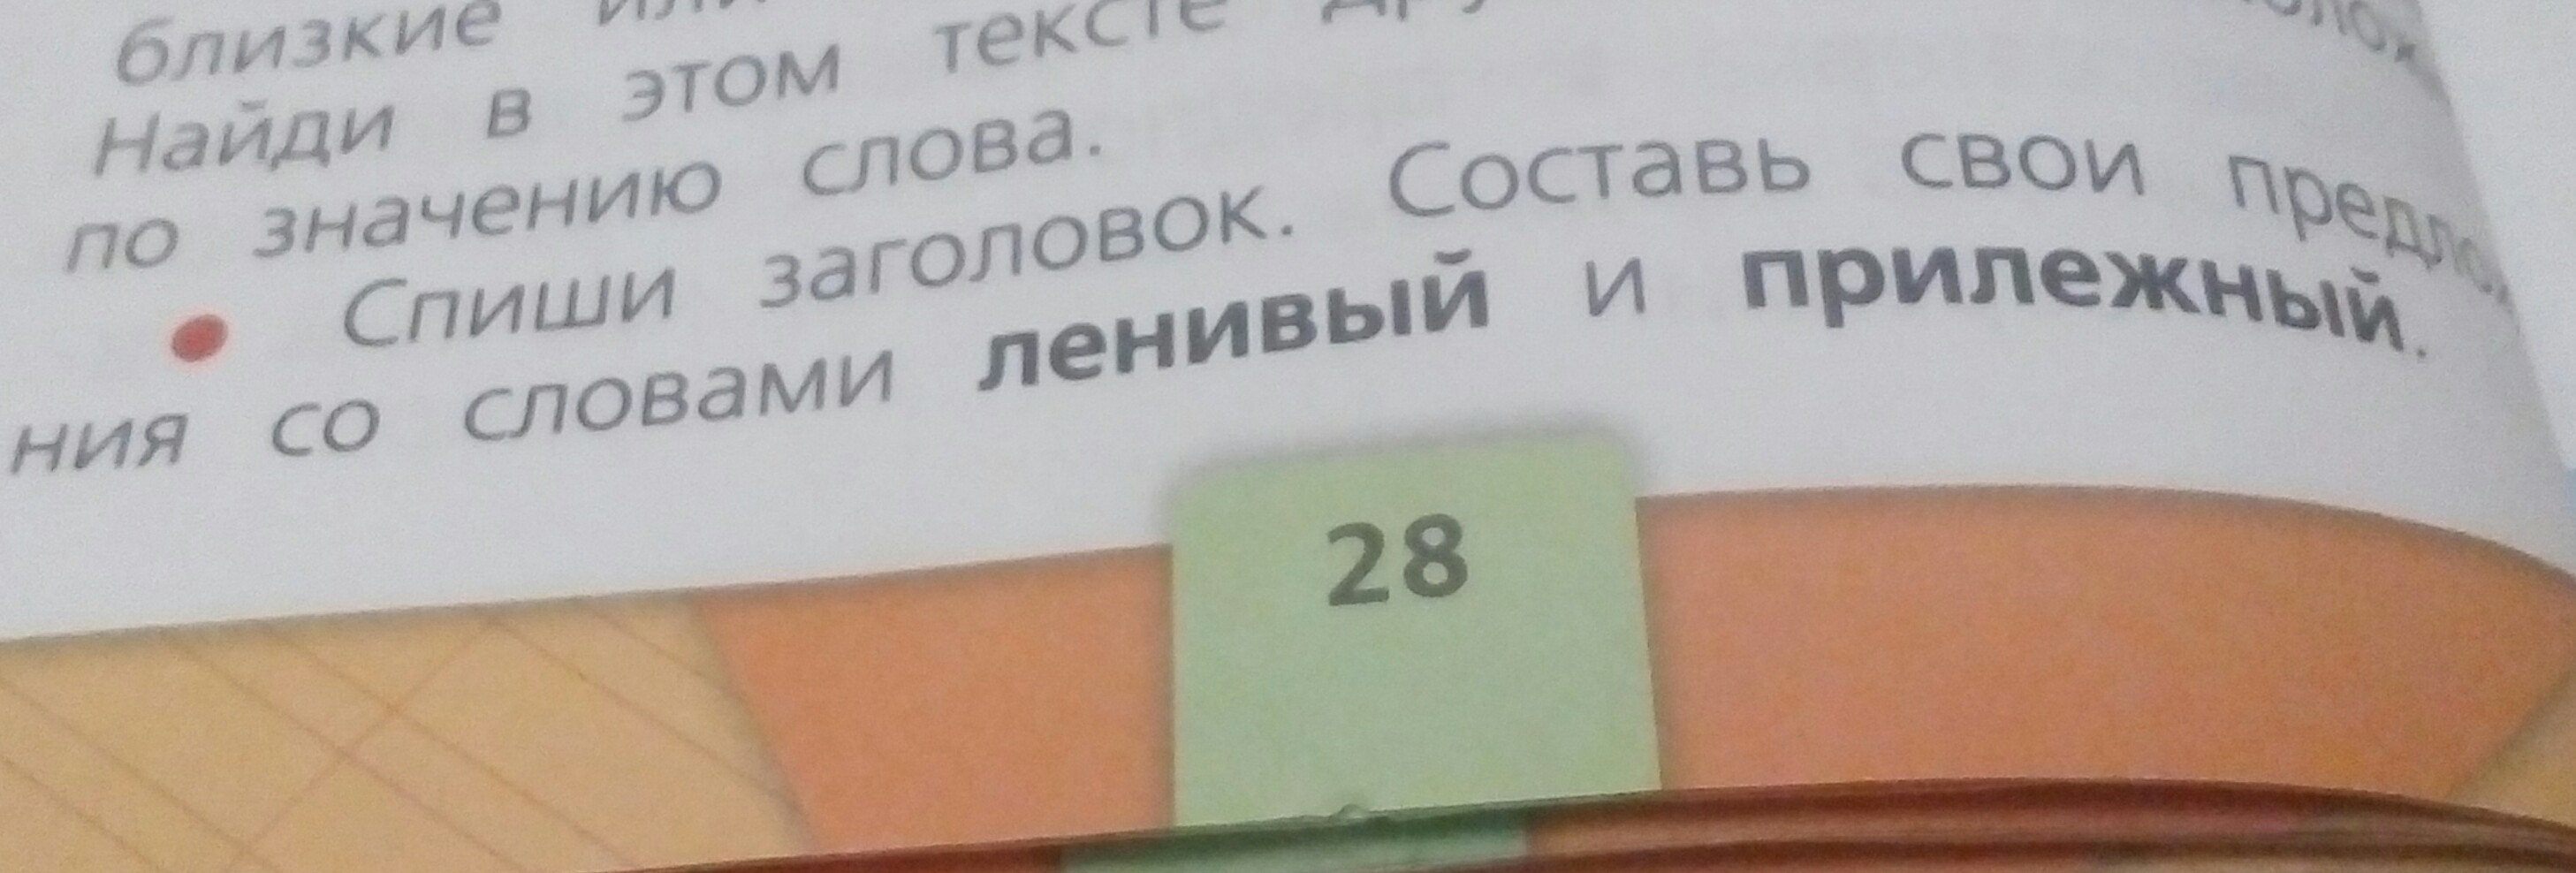 близкие
Найди в этом тексте
по значению слова.
• Спиши заголовок. Составь свои
ния со словами ленивый и прилежный.
28